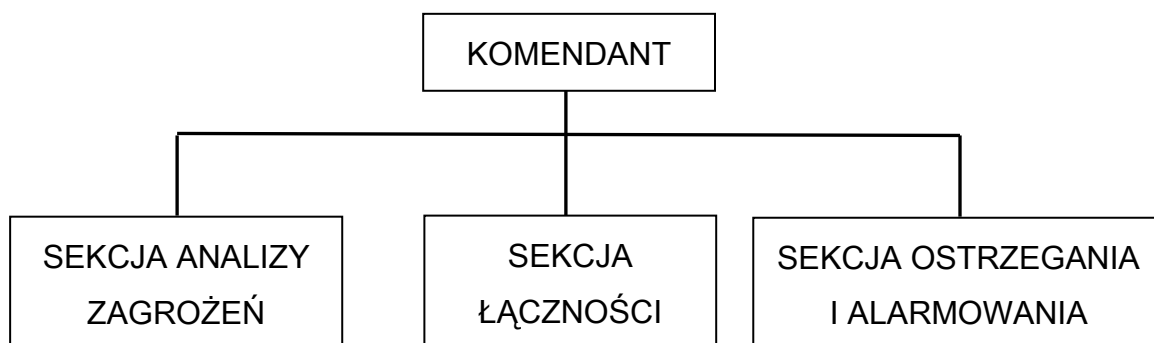 KOMENDANT
SEKCJA ANALIZY
ZAGROŻEŃ
SEKCJA
ŁĄCZNOŚCI
SEKCJA OSTRZEGANIA
I ALARMOWANIA